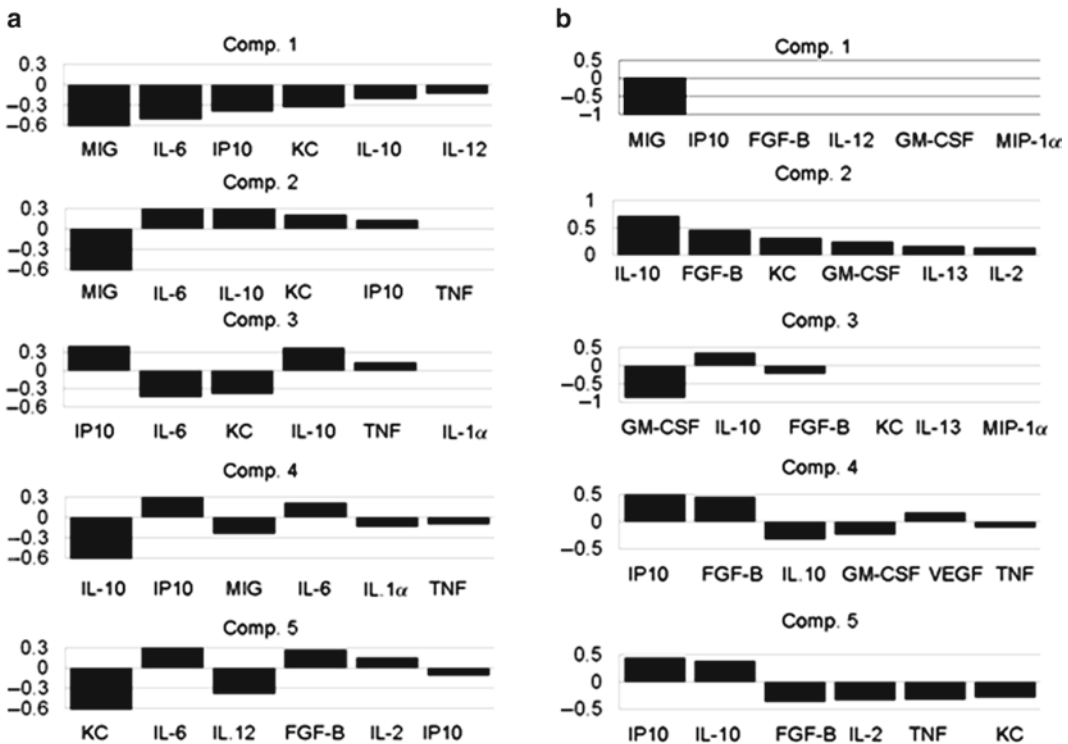 a
Comp. 1
0.3
0
−0.3
−0.6
MIG IL-6 IP10 KC IL-10 IL-12
Comp. 2
0.3
0
−0.3
−0.6
MIG IL-6 IL-10 KC IP10 TNF
Comp. 3
0.3
0
−0.3
−0.6
IP10 IL-6 KC IL-10 TNF IL-1α
Comp. 4
0.3
0
−0.3
−0.6
IL-10 IP10 MIG IL-6 IL.1α TNF
Comp. 5
0.3
0
−0.3
−0.6
KC IL-6 IL.12 FGF-B IL-2 IP10
b
Comp. 1
0.5
0
−0.5
−1
MIG IP10 FGF-B IL-12 GM-CSF MIP-1α
Comp. 2
1
0.5
0
IL-10 FGF-B KC GM-CSF IL-13 IL-2
Comp. 3
0.5
0
−0.5
−1
GM-CSF IL-10 FGF-B KC IL-13 MIP-1α
Comp. 4
0.5
0
−0.5
IP10 FGF-B IL.10 GM-CSF VEGF TNF
Comp. 5
0.5
0
−0.5
IP10 IL-10 FGF-B IL-2 TNF KC